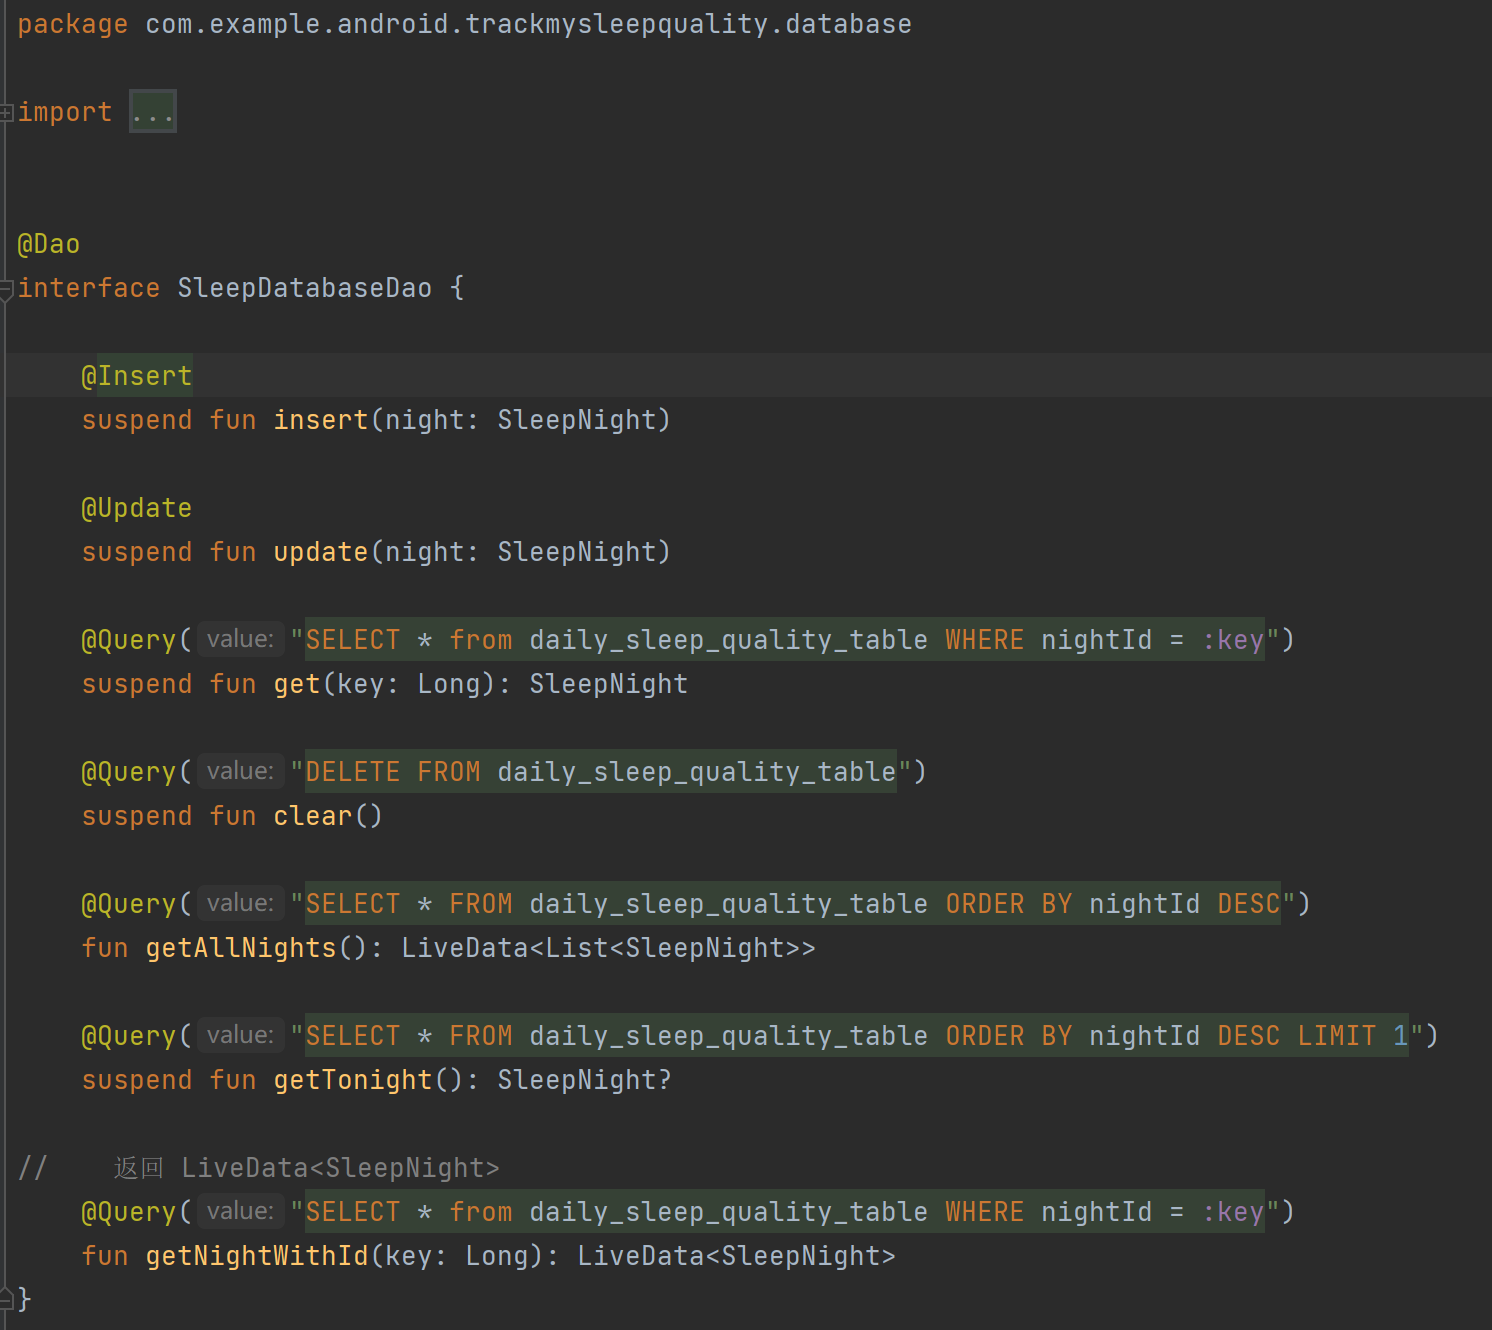 package com.example.android.trackmysleepquality.database
import ...
@Dao
interface SleepDatabaseDao {
@Insert
suspend fun insert(night: SleepNight)
@Update
suspend fun update(night: SleepNight)
@Query( value: "SELECT * from daily_sleep_quality_table WHERE nightId = :key")
suspend fun get(key: Long): SleepNight
@Query( value: "DELETE FROM daily_sleep_quality_table")
suspend fun clear()
@Query( value: "SELECT * FROM daily_sleep_quality_table ORDER BY nightId DESC")
fun getAllNights(): LiveData<List<SleepNight>>
@Query( value: "SELECT * FROM daily_sleep_quality_table ORDER BY nightId DESC LIMIT 1")
suspend fun getTonight(): SleepNight?
//    返回 LiveData<SleepNight>
@Query( value: "SELECT * from daily_sleep_quality_table WHERE nightId = :key")
fun getNightWithId(key: Long): LiveData<SleepNight>
}